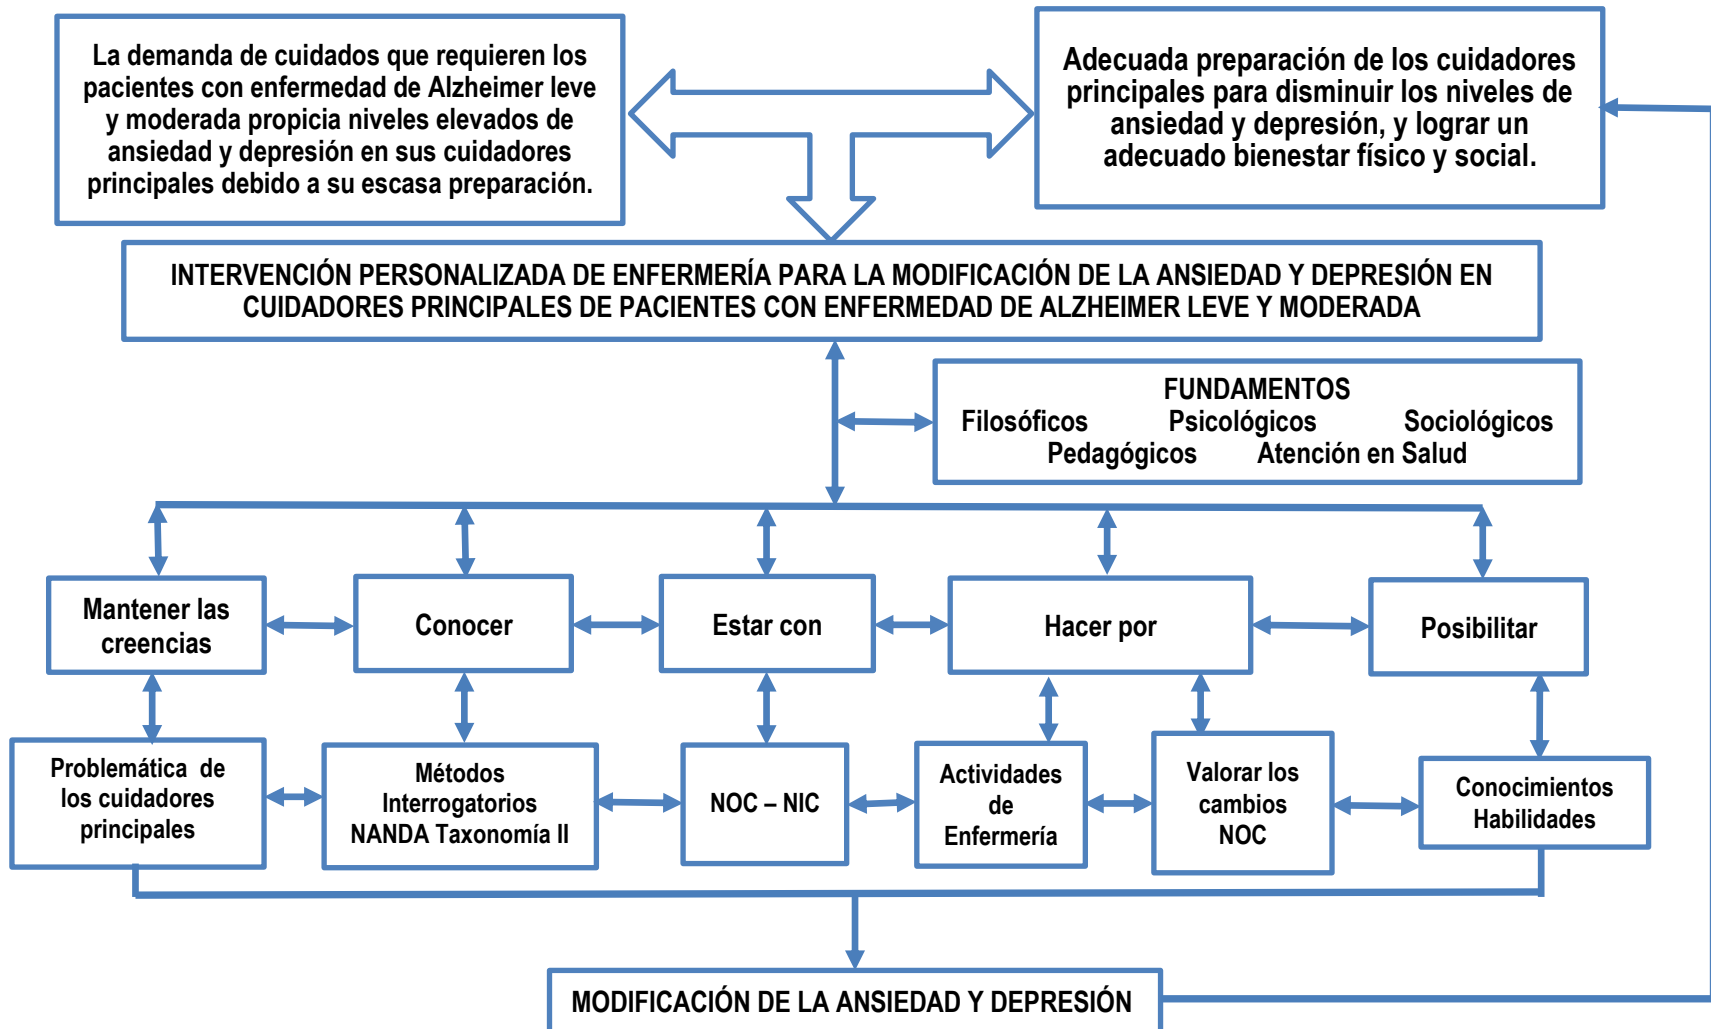 La demanda de cuidados que requieren los
pacientes con enfermedad de Alzheimer leve
y moderada propicia niveles elevados de
ansiedad y depresión en sus cuidadores
principales debido a su escasa preparación.
Adecuada preparación de los cuidadores
principales para disminuir los niveles de
ansiedad y depresión, y lograr un
adecuado bienestar físico y social.
INTERVENCIÓN PERSONALIZADA DE ENFERMERÍA PARA LA MODIFICACIÓN DE LA ANSIEDAD Y DEPRESIÓN EN
CUIDADORES PRINCIPALES DE PACIENTES CON ENFERMEDAD DE ALZHEIMER LEVE Y MODERADA
FUNDAMENTOS
Filosóficos Psicológicos Sociológicos
Pedagógicos Atención en Salud
Mantener las
creencias
Conocer
Estar con
Hacer por
Posibilitar
Problemática de
los cuidadores
principales
Métodos
Interrogatorios
NANDA Taxonomía II
NOC – NIC
Actividades
de
Enfermería
Valorar los
cambios
NOC
Conocimientos
Habilidades
MODIFICACIÓN DE LA ANSIEDAD Y DEPRESIÓN